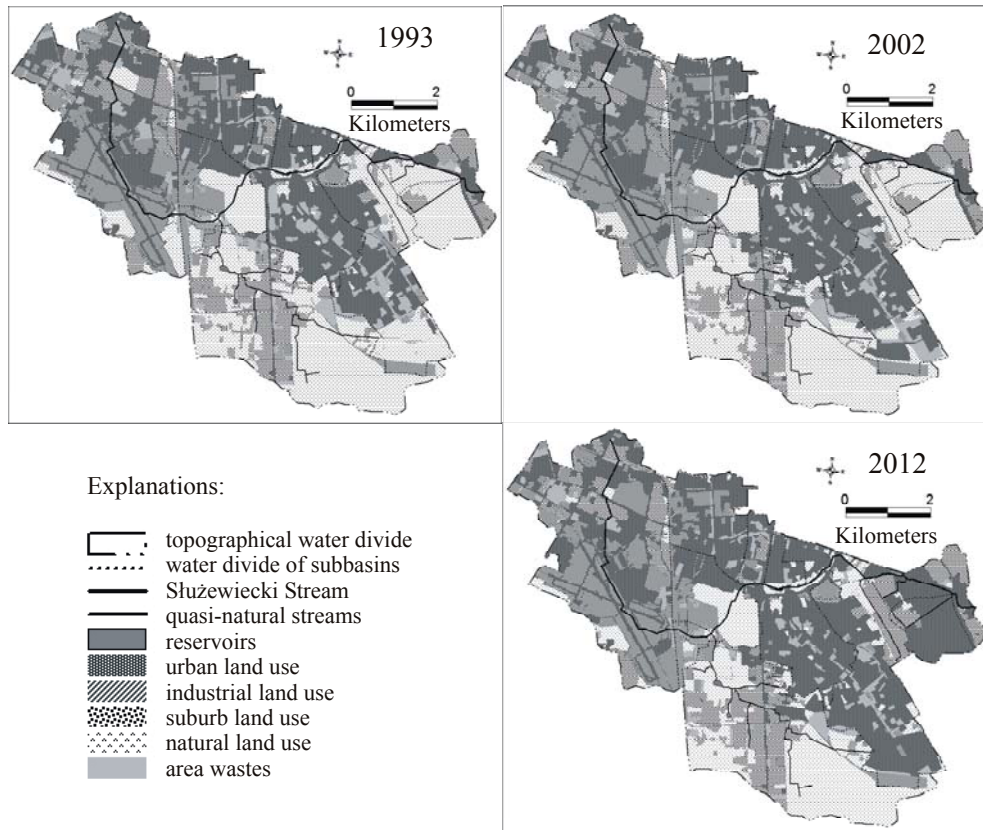 1993
0 2
Kilometers
2002
0 2
Kilometers
2012
0 2
Kilometers
Explanations:
topographical water divide
water divide of subbasins
Służewiecki Stream
quasi-natural streams
reservoirs
urban land use
industrial land use
suburb land use
natural land use
area wastes